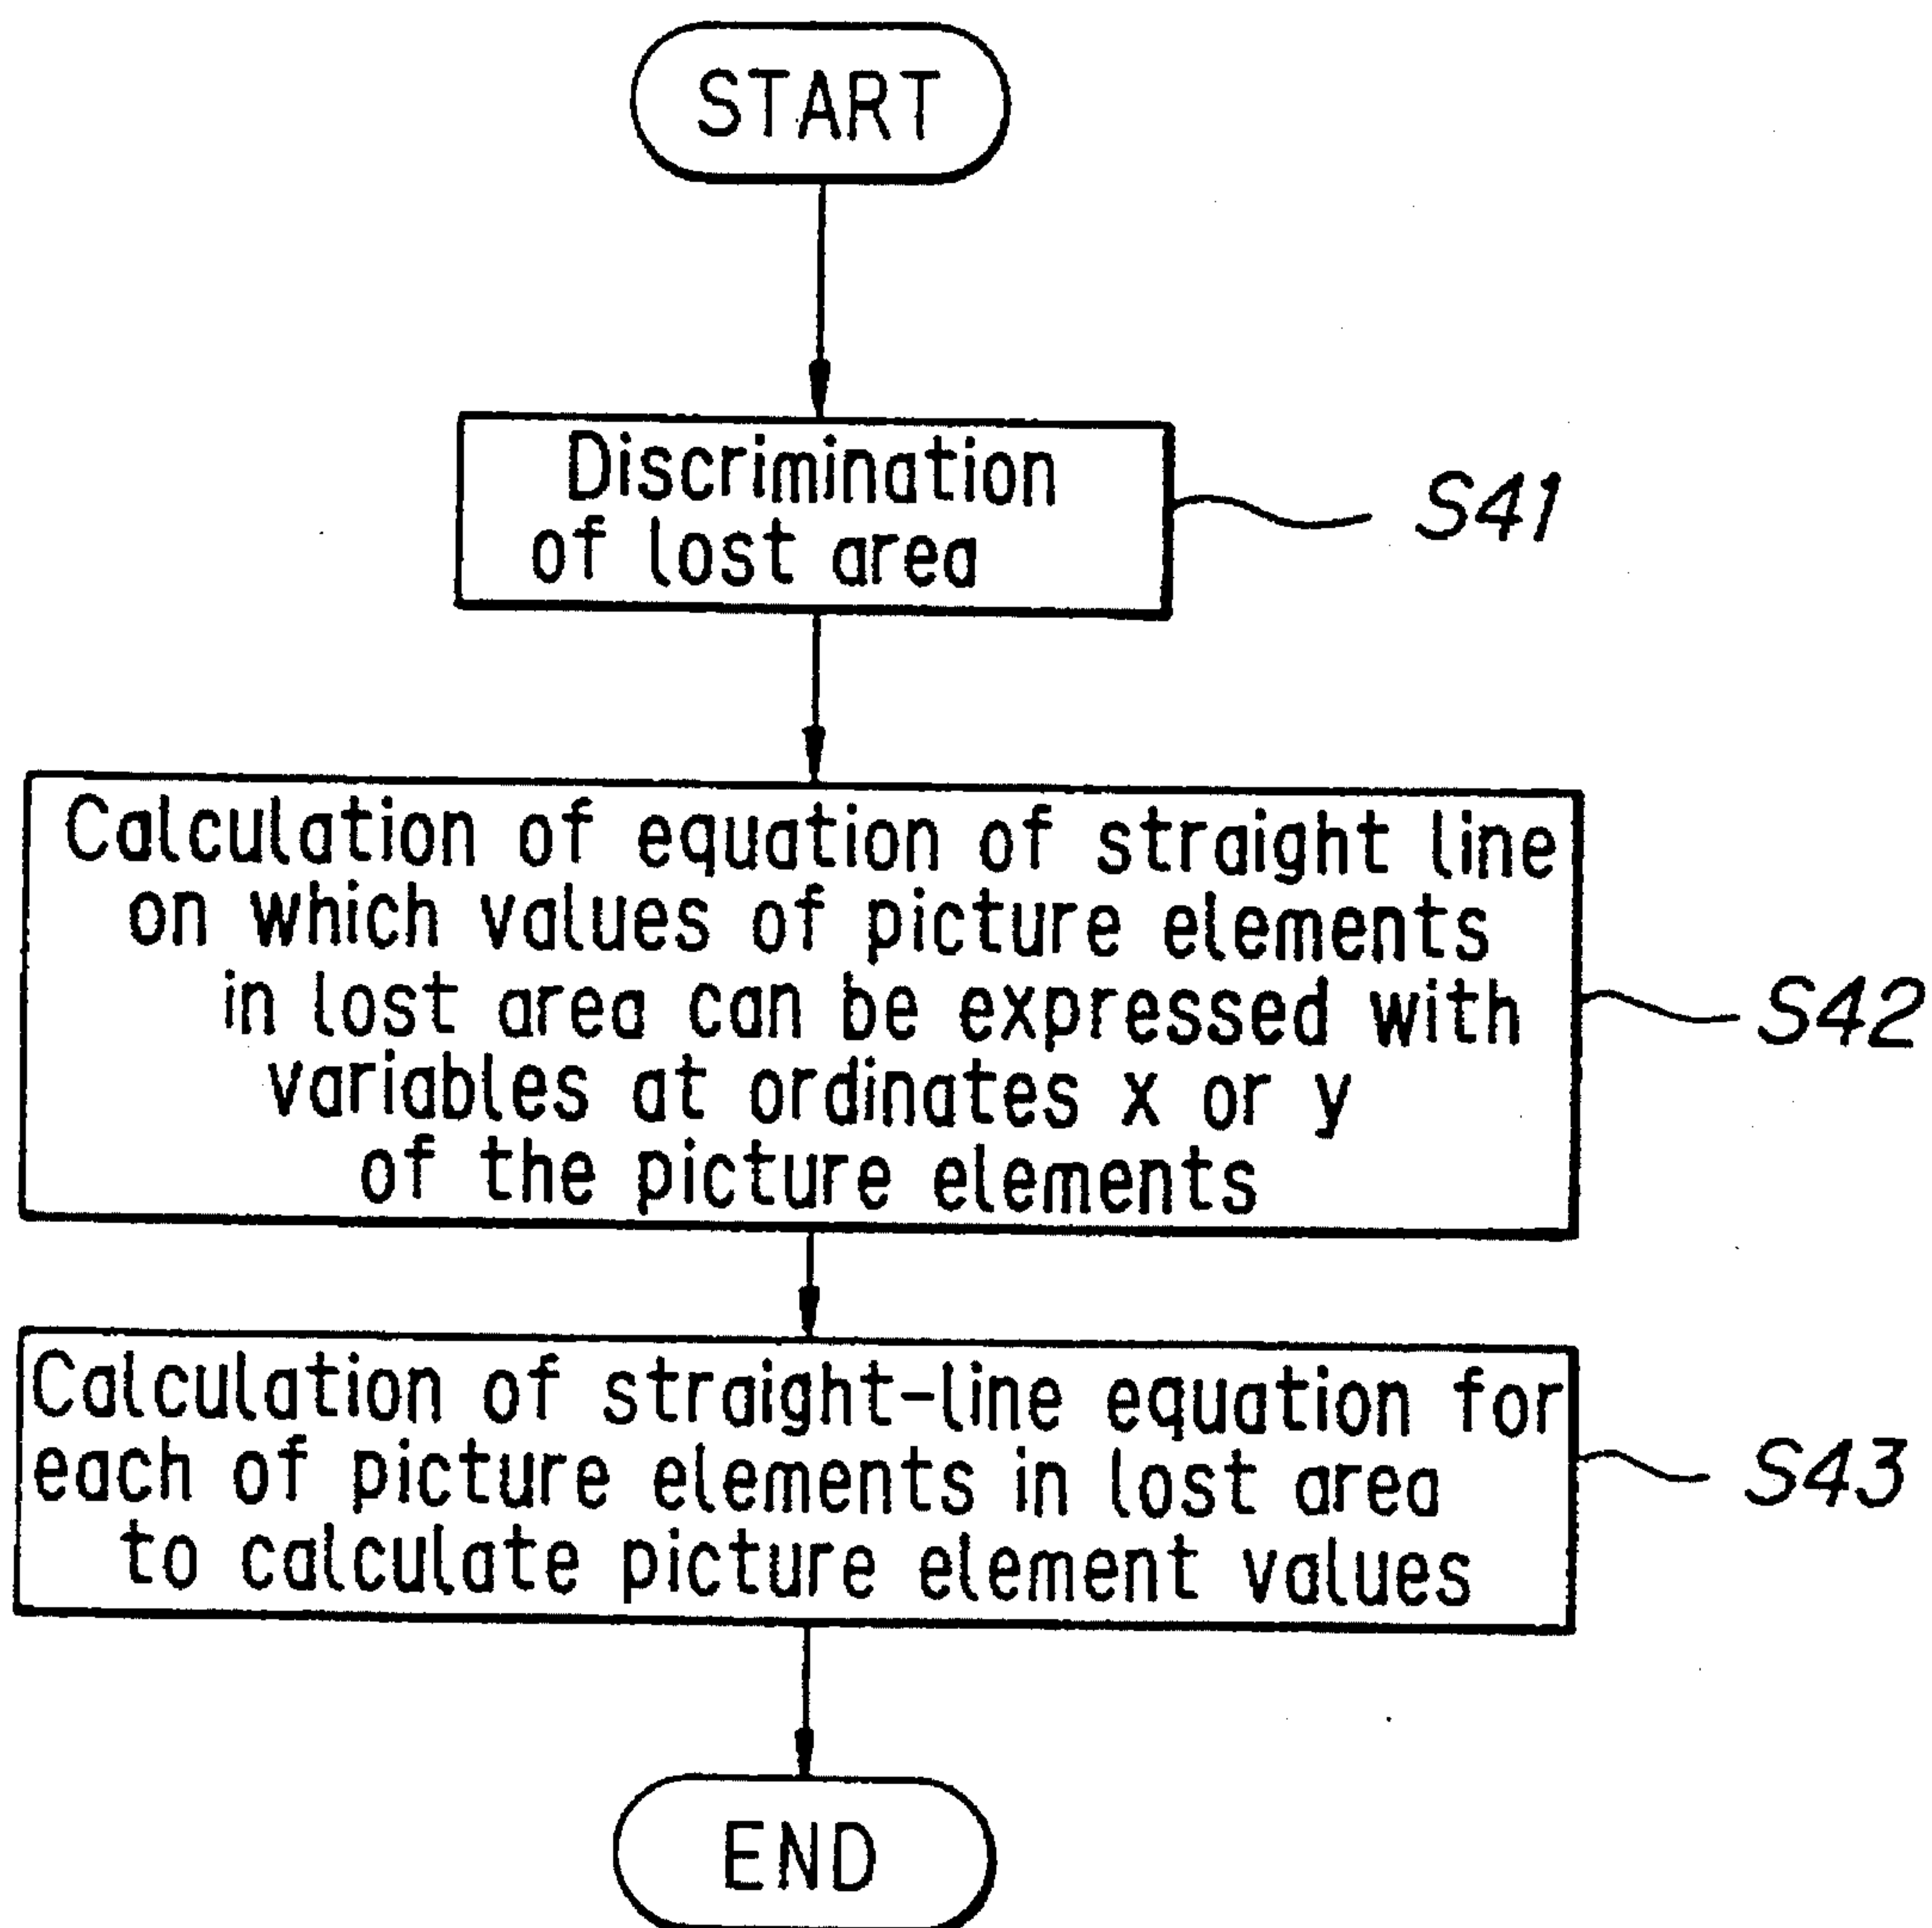 START
Discrimination
of lost area
S41
Calculation of equation of straight line
on which values of picture elements
in lost area can be expressed with
variables at ordinates x or y
of the picture elements
S42
Calculation of straight-line equation for
each of picture elements in lost area
to calculate picture element values
S43
END